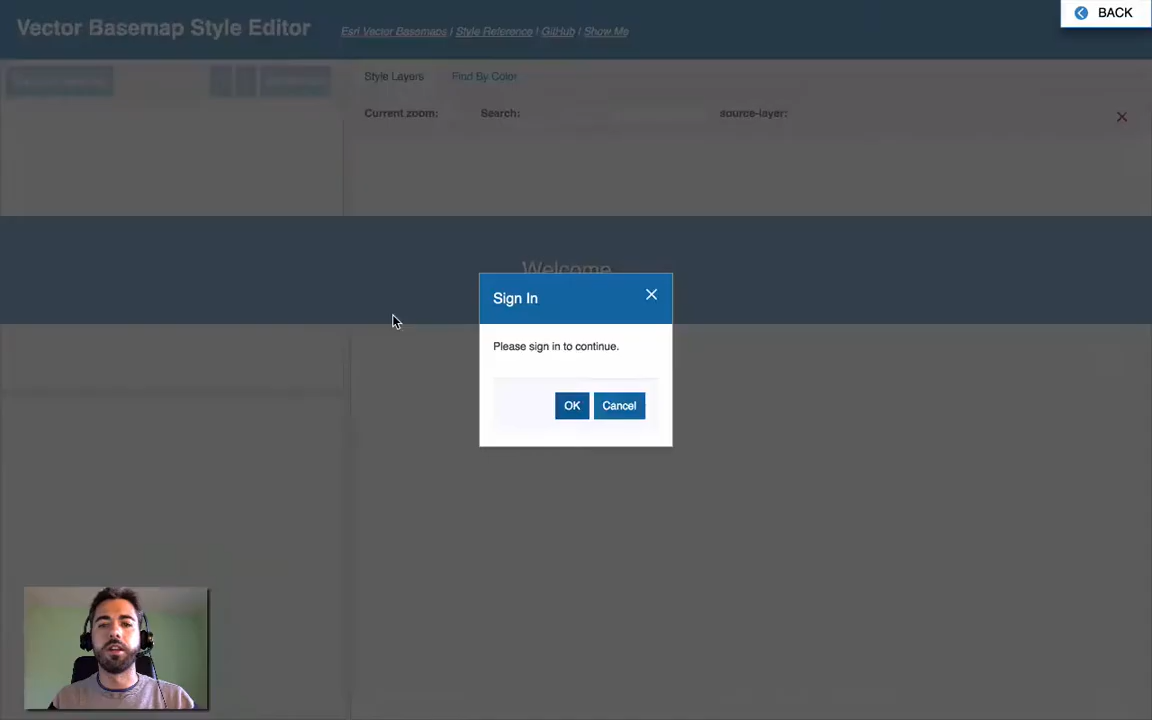 Vector Basemap Style Editor
Esri Vector Basemaps / Style Reference / GitHub / Show Me
BACK
Style Layers
Find By Color
Current zoom:
Search:
source-layer:
Welcome
Sign In
Please sign in to continue.
OK
Cancel